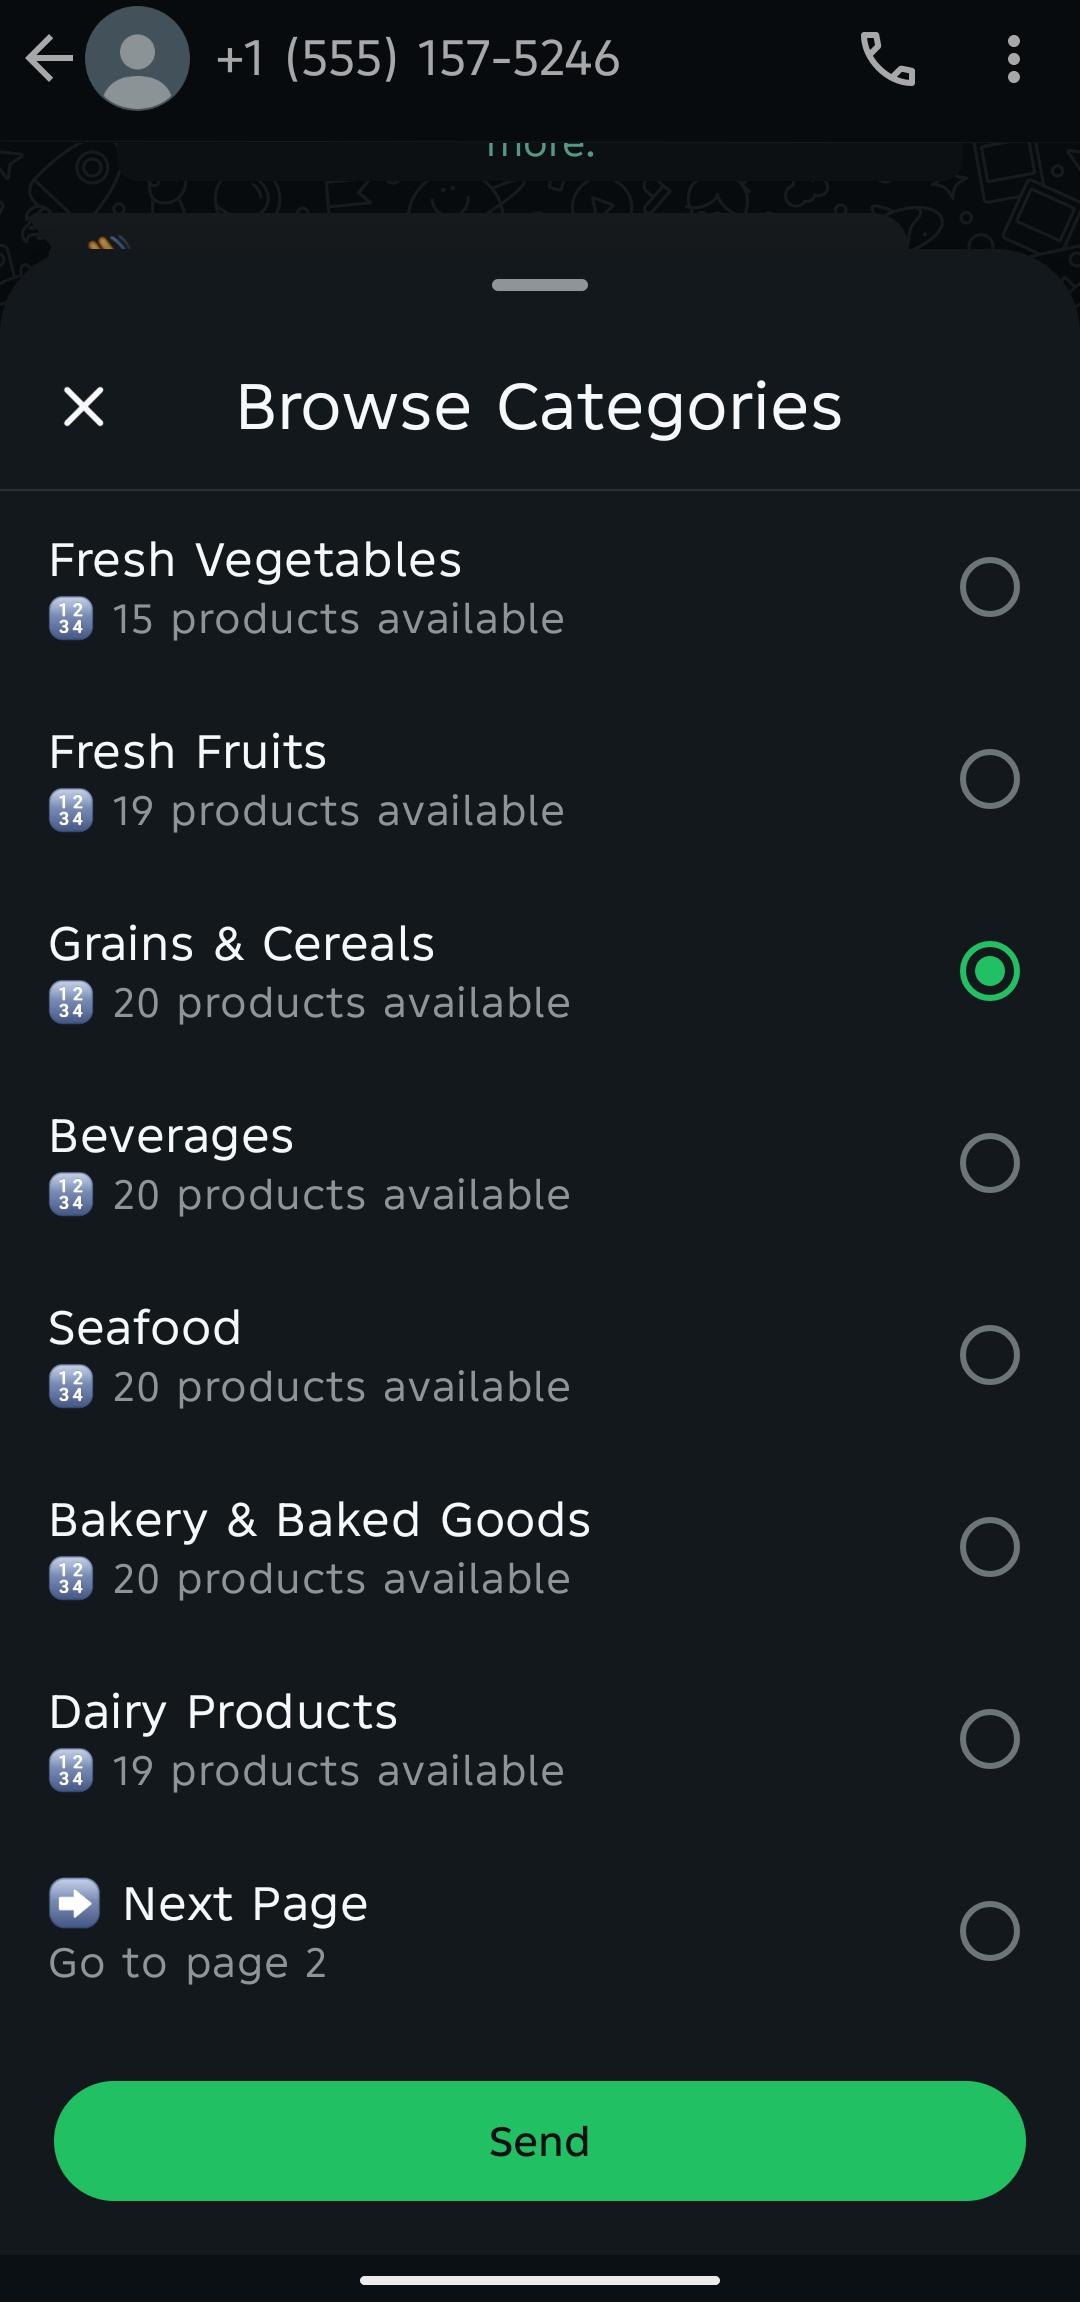 +1 (555) 157-5246
more.
Browse Categories
Fresh Vegetables
🔢 15 products available
Fresh Fruits
🔢 19 products available
Grains & Cereals
🔢 20 products available
Beverages
🔢 20 products available
Seafood
🔢 20 products available
Bakery & Baked Goods
🔢 20 products available
Dairy Products
🔢 19 products available
➡️ Next Page
Go to page 2
Send